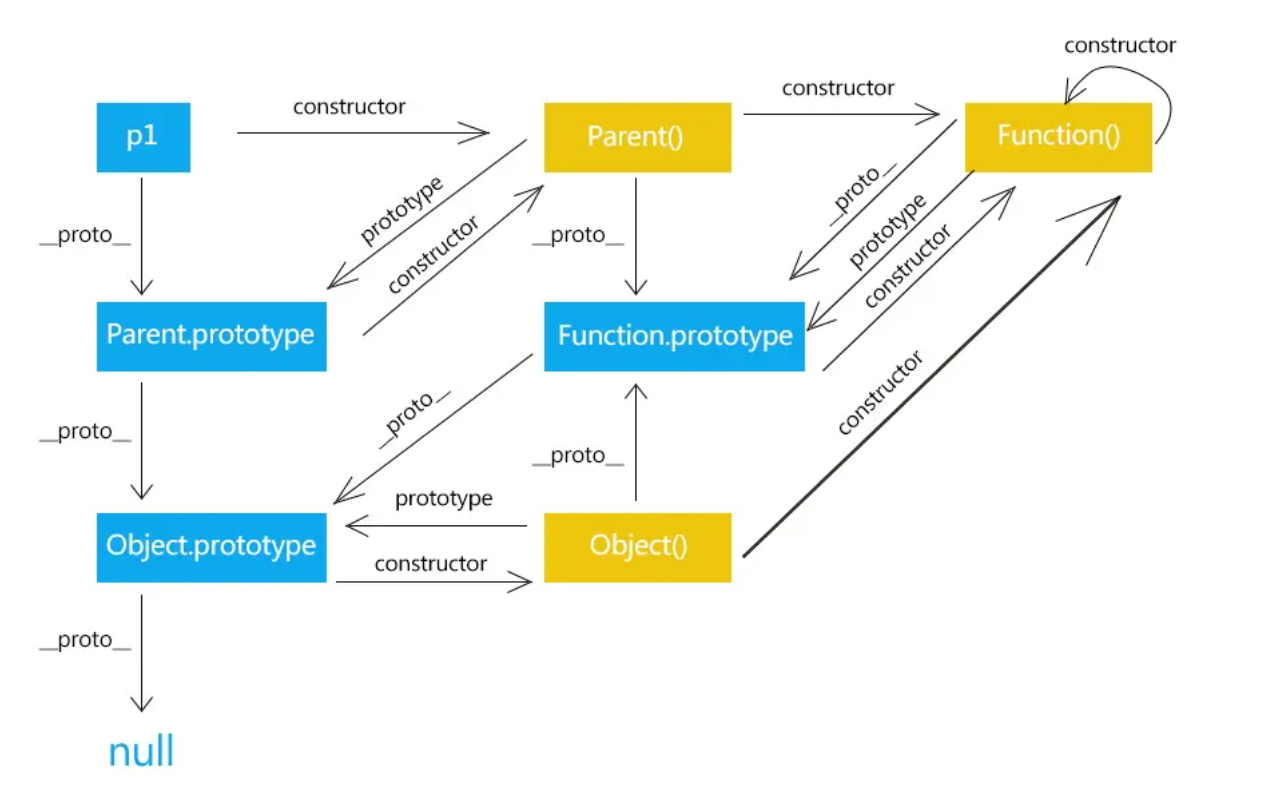 constructor
constructor
constructor
p1
Parent()
Function()
__proto__
prototype
constructor
__proto__
__proto__
prototype
constructor
Parent.prototype
Function.prototype
__proto__
__proto__
constructor
__proto__
prototype
Object.prototype
Object()
constructor
__proto__
null